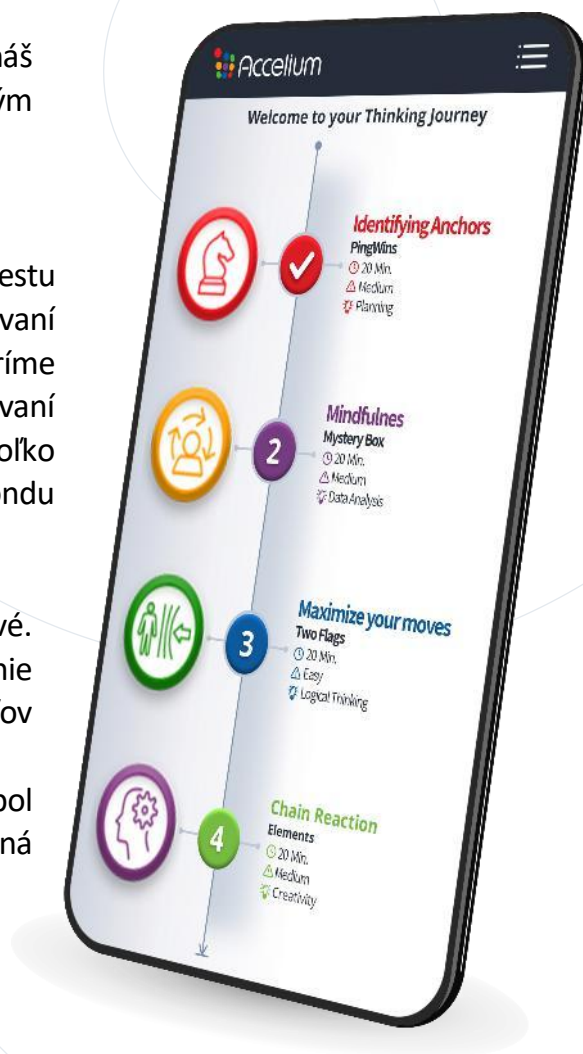 náš
ým
estu
vaní
ríme
vaní
oľko
ondu
vé.
nie
ľov
pol
ná
Accelium
Welcome to your Thinking Journey
Identifying Anchors
PingWins
20 Min.
Medium
Planning
2
Mindfulnes
Mystery Box
20 Min.
Medium
Data Analysis
3
Maximize your moves
Two Flags
20 Min.
Easy
Logical Thinking
4
Chain Reaction
Elements
20 Min.
Medium
Creativity